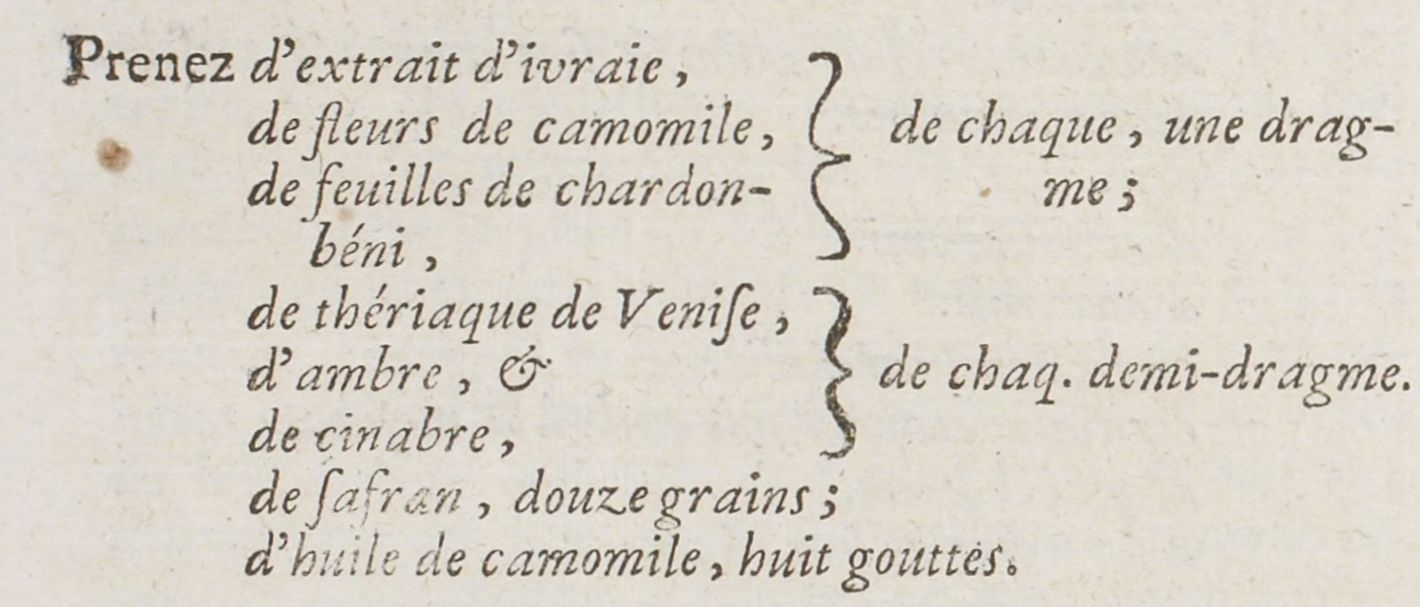 Prenez d'extrait d'ivraie,
de fleurs de camomile,
de chaque, une drag-
de feuilles de chardon-
me;
béni,
de thériaque de Veniſe,
d'ambre, &
de chaq. demi-dragme.
de cinabre,
de ſafran, douze grains;
d'huile de camomile, huit gouttes.